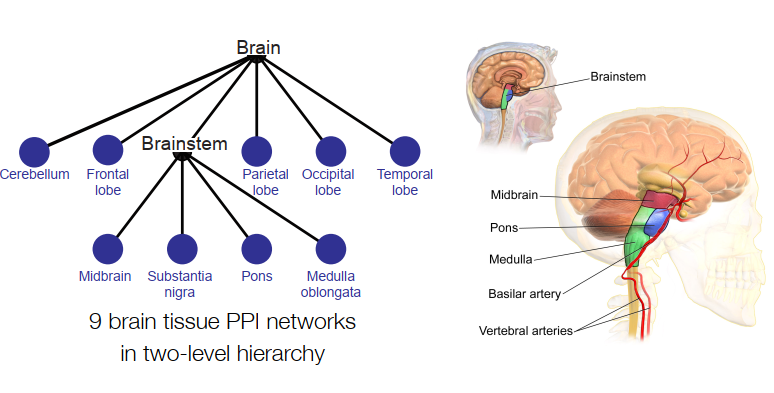 Brain
Brainstem
Cerebellum
Frontal
lobe
Parietal
lobe
Occipital
lobe
Temporal
lobe
Midbrain
Substantia
nigra
Pons
Medulla
oblongata
9 brain tissue PPI networks
in two-level hierarchy
Brainstem
Midbrain
Pons
Medulla
Basilar artery
Vertebral arteries